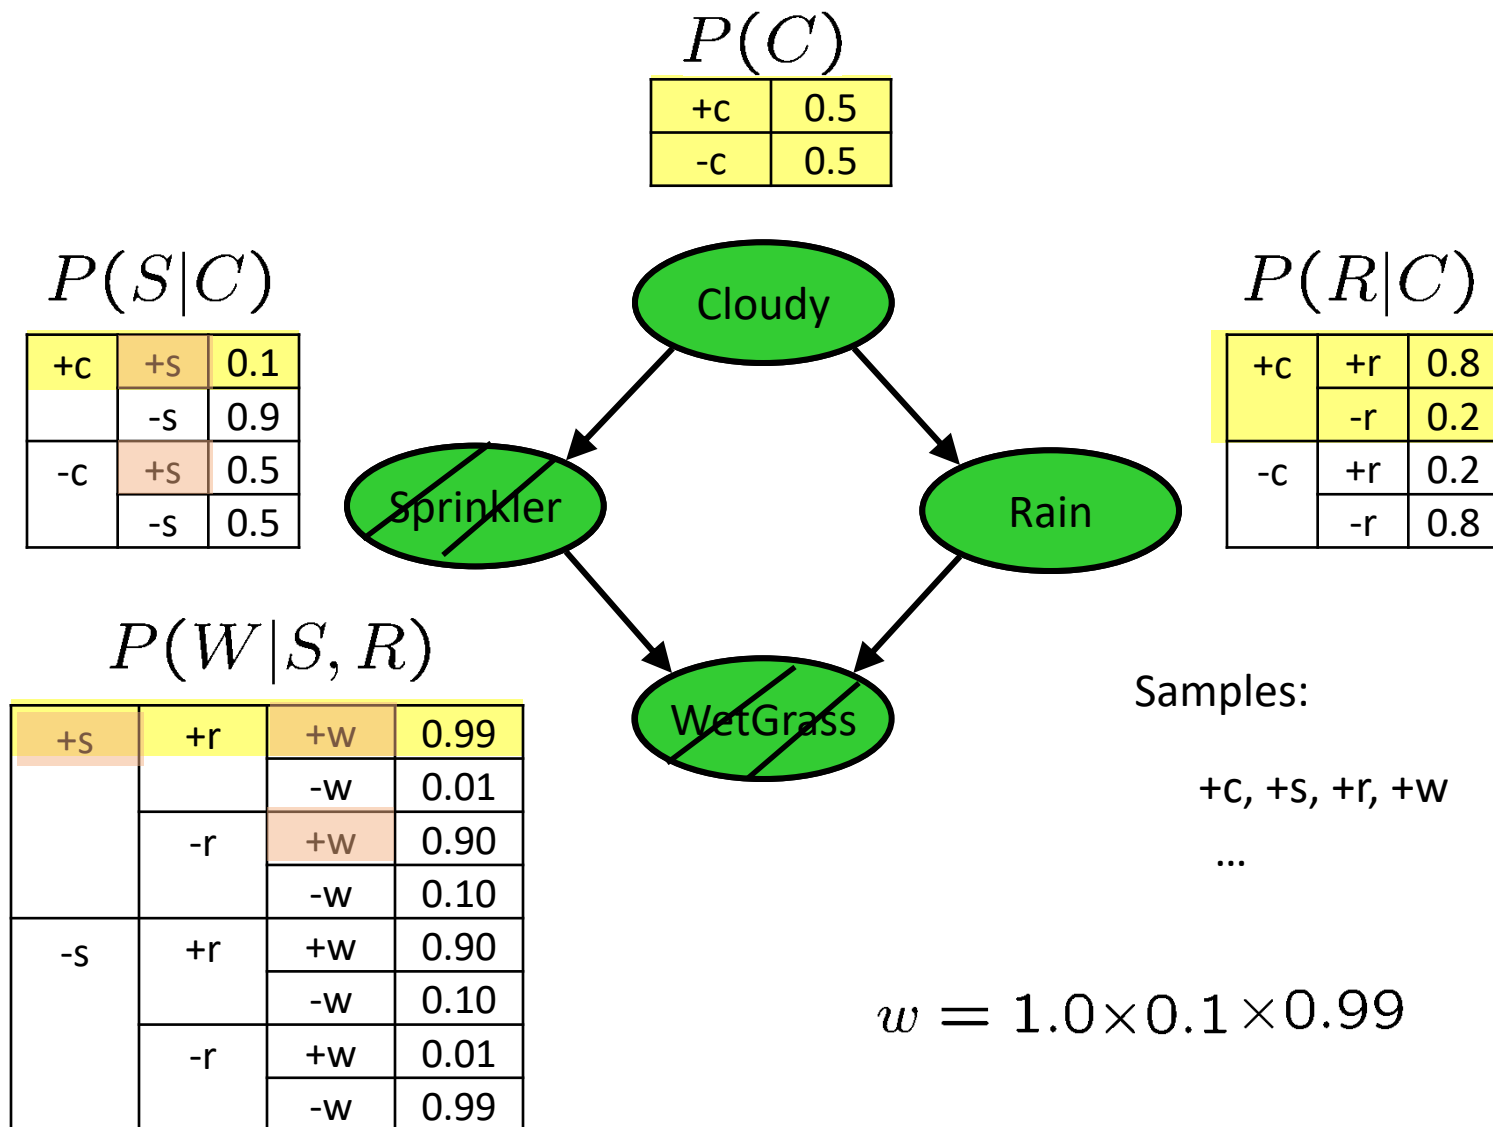 P(C)
+c 0.5
-c 0.5
P(S|C)
+c +s 0.1
-s 0.9
-c +s 0.5
-s 0.5
Cloudy
P(R|C)
+c +r 0.8
-r 0.2
-c +r 0.2
-r 0.8
Sprinkler
Rain
P(W|S, R)
+s +r +w 0.99
-w 0.01
-r +w 0.90
-w 0.10
-s +r +w 0.90
-w 0.10
-r +w 0.01
-w 0.99
WetGrass
Samples:
+c, +s, +r, +w
...
w = 1.0×0.1×0.99